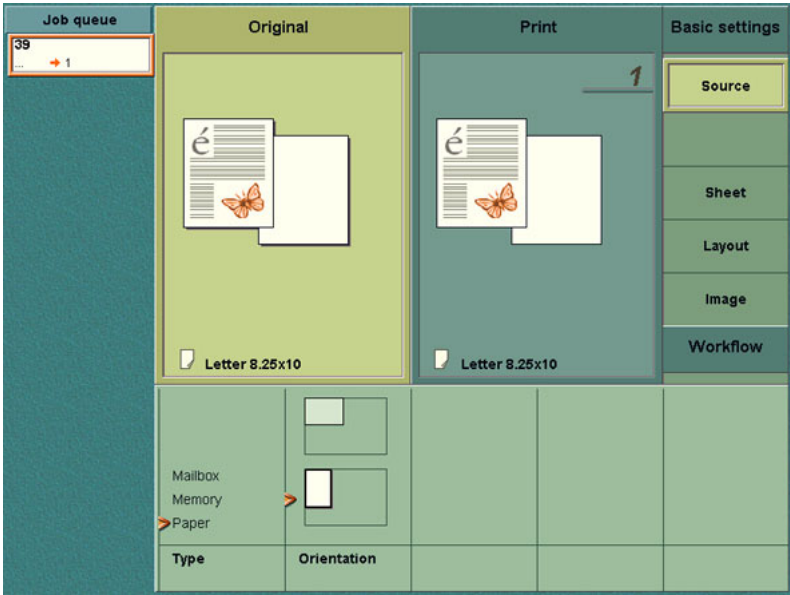 Job queue
39
... 1
Original
Print
Basic settings
1
Source
é
é
Sheet
Layout
Image
Workflow
Letter 8.25x10
Letter 8.25x10
Mailbox
Memory
Paper
Type
Orientation